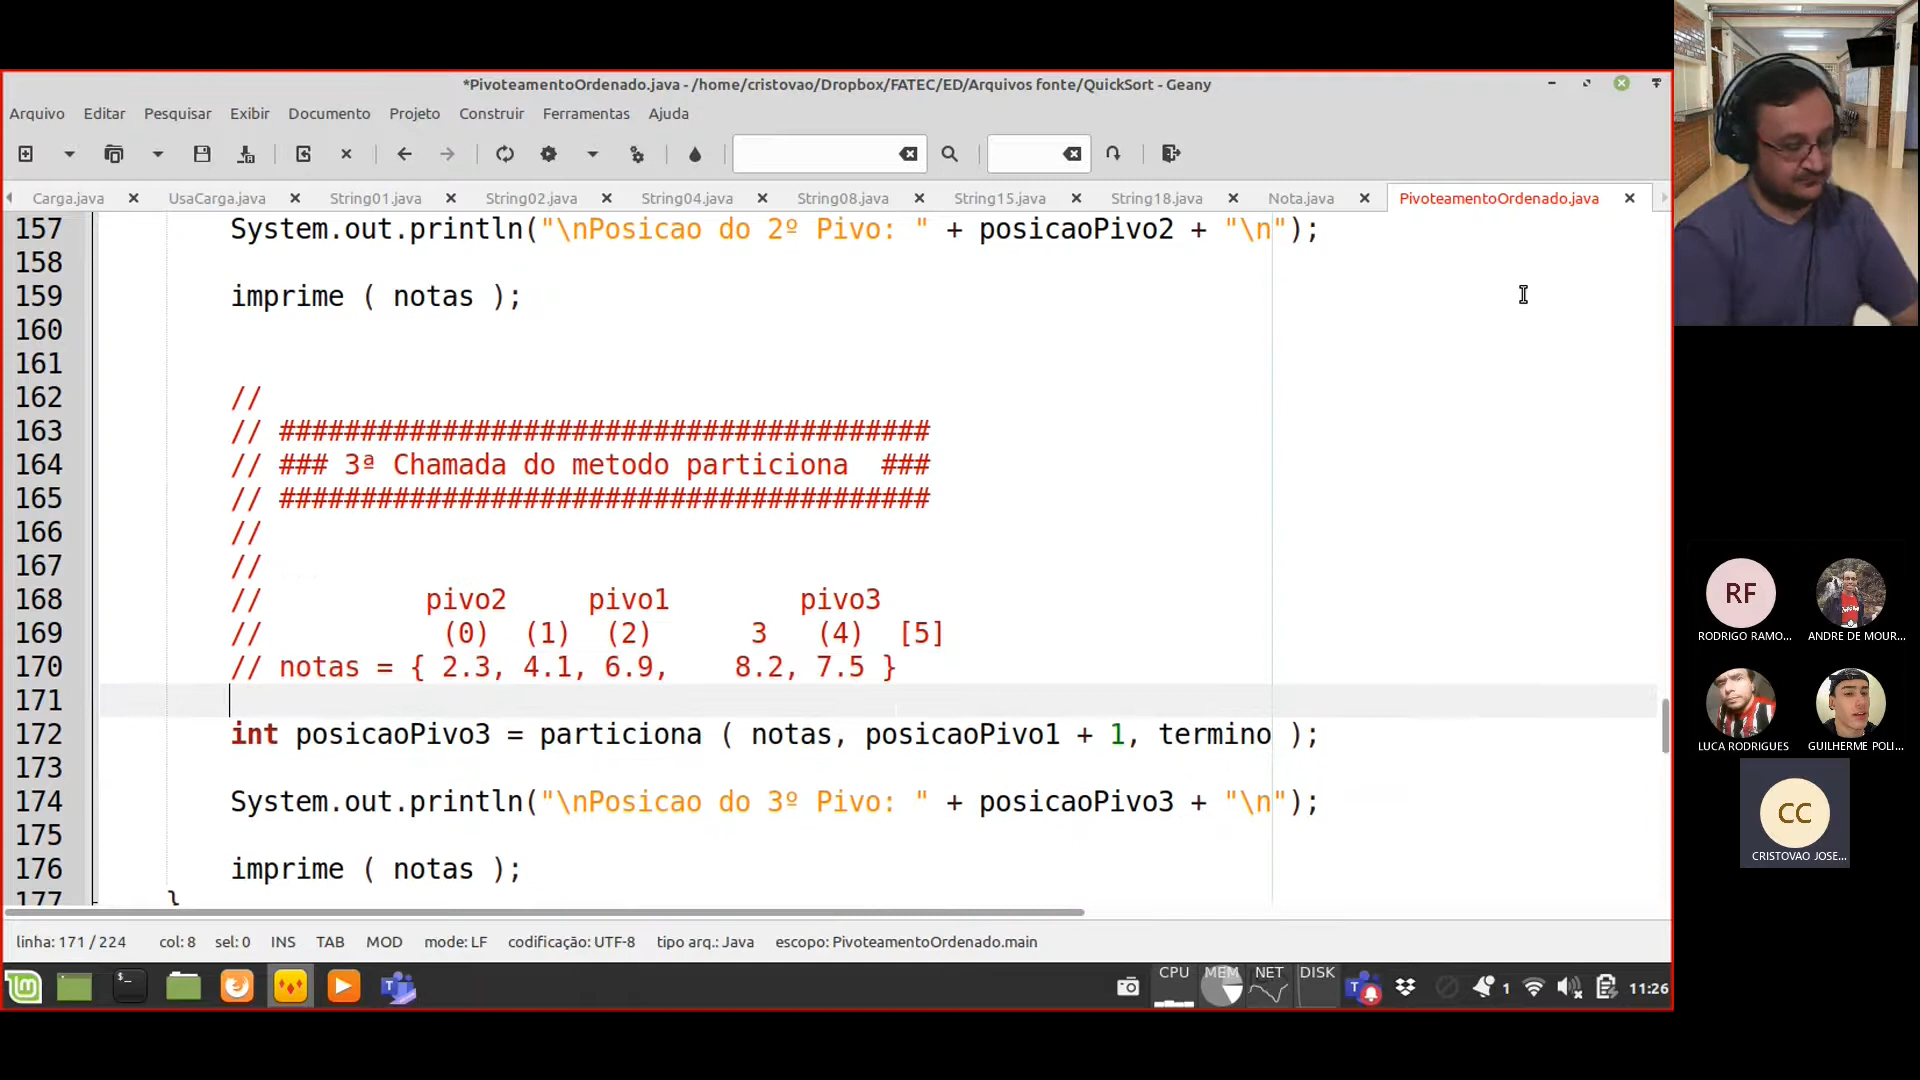 *PivoteamentoOrdenado.java - /home/cristovao/Dropbox/FATEC/ED/Arquivos fonte/QuickSort - Geany
Arquivo Editar Pesquisar Exibir Documento Projeto Construir Ferramentas Ajuda
Carga.java UsaCarga.java String01.java String02.java String04.java String08.java String15.java String18.java Nota.java PivoteamentoOrdenado.java
157 System.out.println("\nPosicao do 2º Pivo: " + posicaoPivo2 + "\n");
158
159 imprime ( notas );
160
161
162 //
163 // ########################################
164 // ### 3ª Chamada do metodo particiona ###
165 // ########################################
166 //
167 //
168 // pivo2 pivo1 pivo3
169 // (0) (1) (2) 3 (4) [5]
170 // notas = { 2.3, 4.1, 6.9, 8.2, 7.5 }
171
172 int posicaoPivo3 = particiona ( notas, posicaoPivo1 + 1, termino );
173
174 System.out.println("\nPosicao do 3º Pivo: " + posicaoPivo3 + "\n");
175
176 imprime ( notas );
177 }
linha: 171 / 224 col: 8 sel: 0 INS TAB MOD mode: LF codificação: UTF-8 tipo arq.: Java escopo: PivoteamentoOrdenado.main
CPU MEM NET DISK 1 11:26
RF
RODRIGO RAMO... ANDRE DE MOUR...
LUCA RODRIGUES GUILHERME POLI...
CC
CRISTOVAO JOSE...